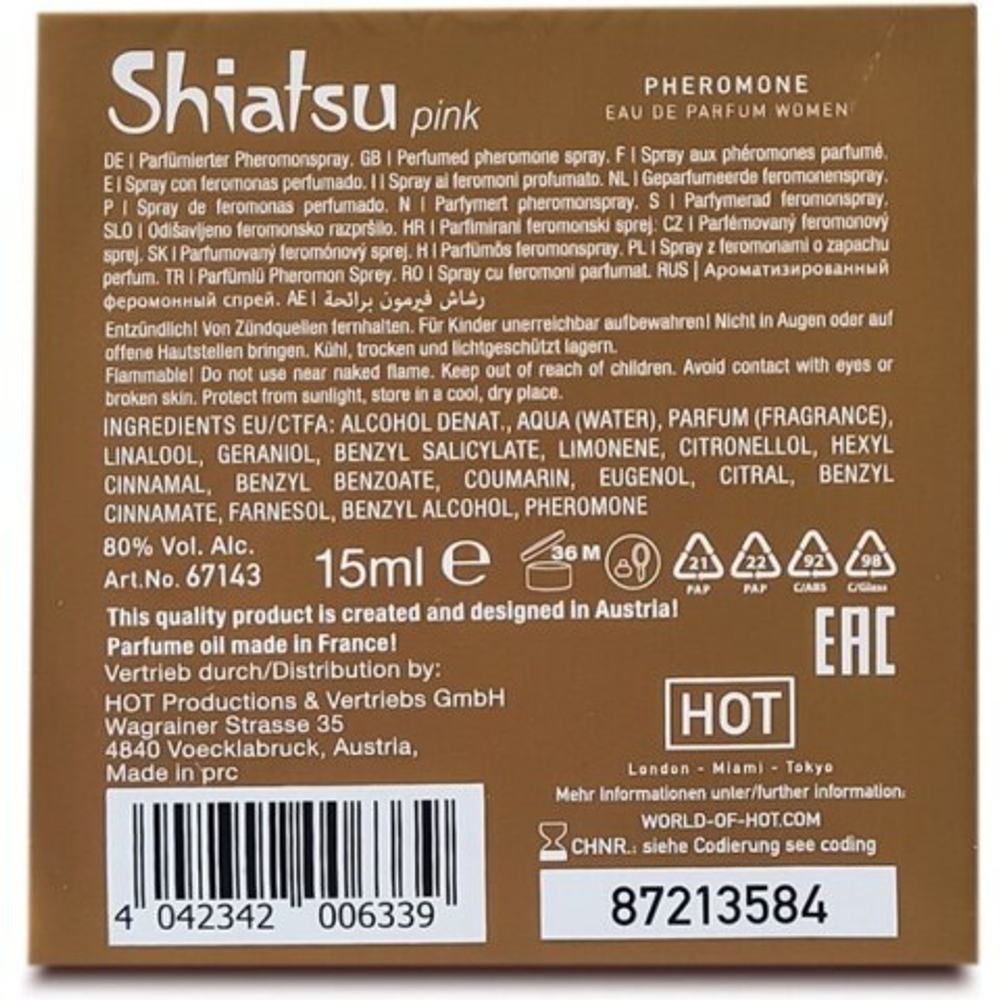 Shiatsu pink
PHEROMONE
EAU DE PARFUM WOMEN
DE | Parfümierter Pheromonspray. GB | Perfumed pheromone spray. F | Spray aux phéromones parfumé.
E | Spray con feromonas perfumado. I | Spray ai feromoni profumato. NL | Geparfumeerde feromonenspray.
P | Spray de feromonas perfumado. N | Parfymert pheromonspray. S | Parfymerad feromonspray.
SLO | Odišavljeno feromonsko razpršilo. HR | Parfimirani feromonski sprej. CZ | Parfémovaný feromonový
sprej. SK | Parfumovaný feromónový sprej. H | Parfümös feromonspray. PL | Spray z feromonami o zapachu
perfum. TR | Parfümlü Pheromon Sprey. RO | Spray cu feromoni parfumat. RUS | Ароматизированный
феромонный спрей. AE | رشاش فيرمون برائحة
Entzündlich! Von Zündquellen fernhalten. Für Kinder unerreichbar aufbewahren! Nicht in Augen oder auf
offene Hautstellen bringen. Kühl, trocken und lichtgeschützt lagern.
Flammable! Do not use near naked flame. Keep out of reach of children. Avoid contact with eyes or
broken skin. Protect from sunlight, store in a cool, dry place.
INGREDIENTS EU/CTFA: ALCOHOL DENAT., AQUA (WATER), PARFUM (FRAGRANCE),
LINALOOL, GERANIOL, BENZYL SALICYLATE, LIMONENE, CITRONELLOL, HEXYL
CINNAMAL, BENZYL BENZOATE, COUMARIN, EUGENOL, CITRAL, BENZYL
CINNAMATE, FARNESOL, BENZYL ALCOHOL, PHEROMONE
80% Vol. Alc.
Art.No. 67143
15ml e
36 M
21 PAP
22 PAP
92 C/ABS
98 C/Glass
This quality product is created and designed in Austria!
Parfume oil made in France!
EAC
Vertrieb durch/Distribution by:
HOT Productions & Vertriebs GmbH
Wagrainer Strasse 35
4840 Voecklabruck, Austria,
Made in prc
HOT
London - Miami - Tokyo
Mehr Informationen unter/further information:
WORLD-OF-HOT.COM
CHNR.: siehe Codierung see coding
4 042342 006339
87213584